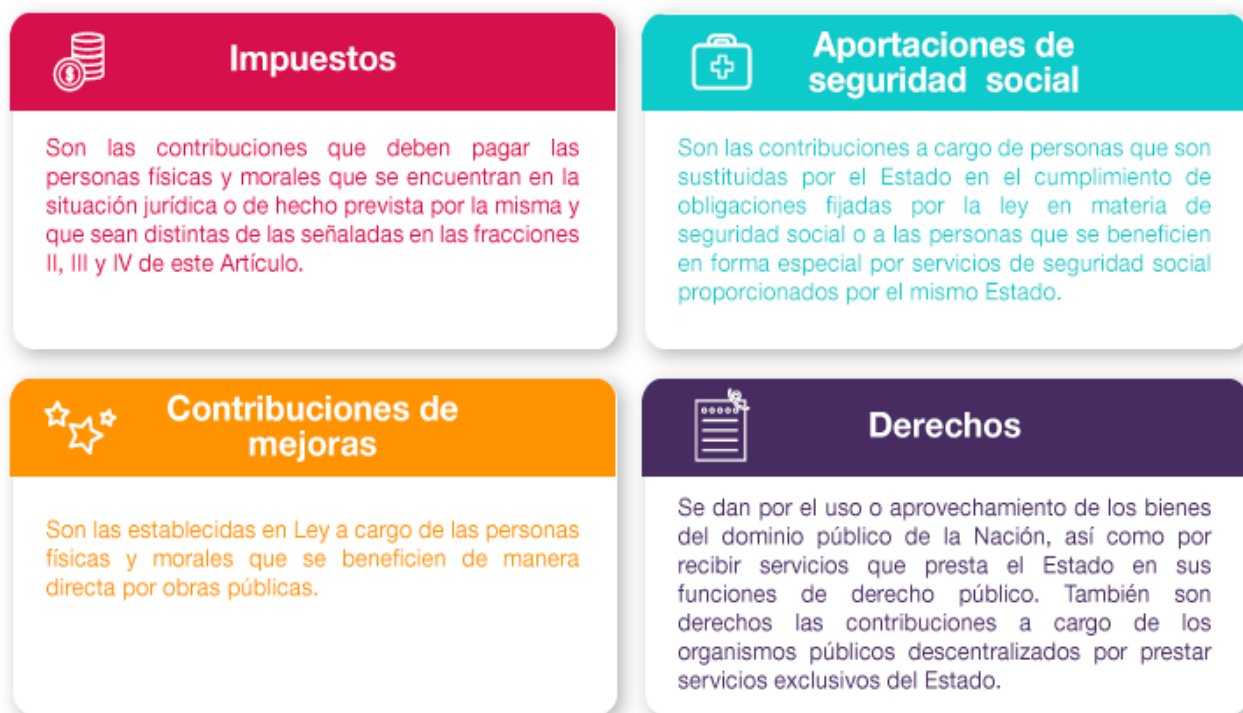 Impuestos
Son las contribuciones que deben pagar las
personas físicas y morales que se encuentran en la
situación jurídica o de hecho prevista por la misma y
que sean distintas de las señaladas en las fracciones
II, III y IV de este Artículo.
Aportaciones de
seguridad social
Son las contribuciones a cargo de personas que son
sustituidas por el Estado en el cumplimiento de
obligaciones fijadas por la ley en materia de
seguridad social o a las personas que se beneficien
en forma especial por servicios de seguridad social
proporcionados por el mismo Estado.
Contribuciones de
mejoras
Son las establecidas en Ley a cargo de las personas
físicas y morales que se beneficien de manera
directa por obras públicas.
Derechos
Se dan por el uso o aprovechamiento de los bienes
del dominio público de la Nación, así como por
recibir servicios que presta el Estado en sus
funciones de derecho público. También son
derechos las contribuciones a cargo de los
organismos públicos descentralizados por prestar
servicios exclusivos del Estado.